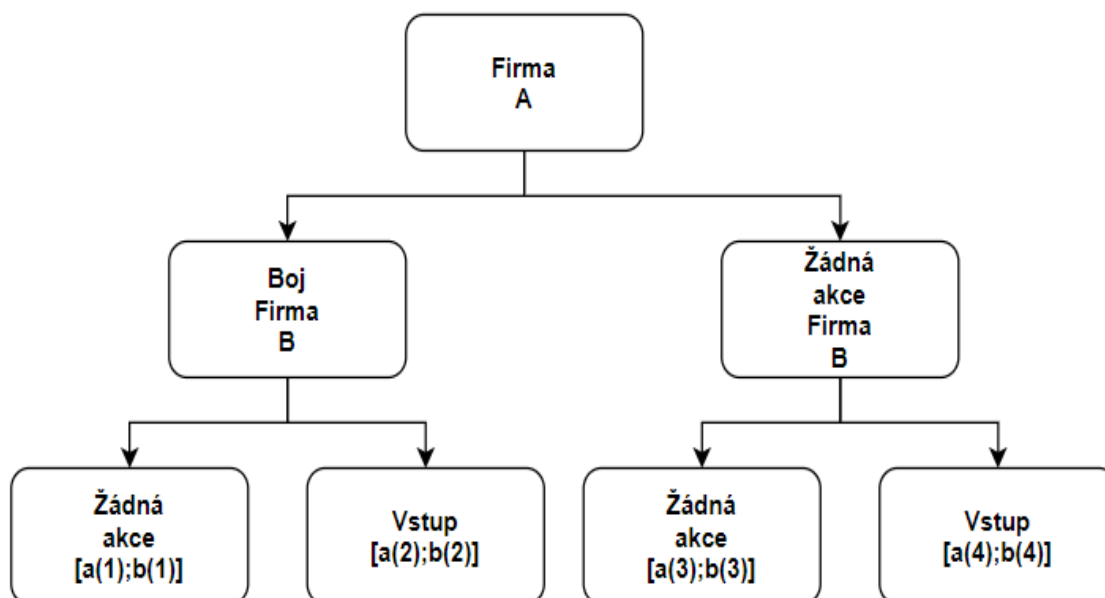 Firma
A
Boj
Firma
B
Žádná
akce
Firma
B
Žádná
akce
[a(1);b(1)]
Vstup
[a(2);b(2)]
Žádná
akce
[a(3);b(3)]
Vstup
[a(4);b(4)]